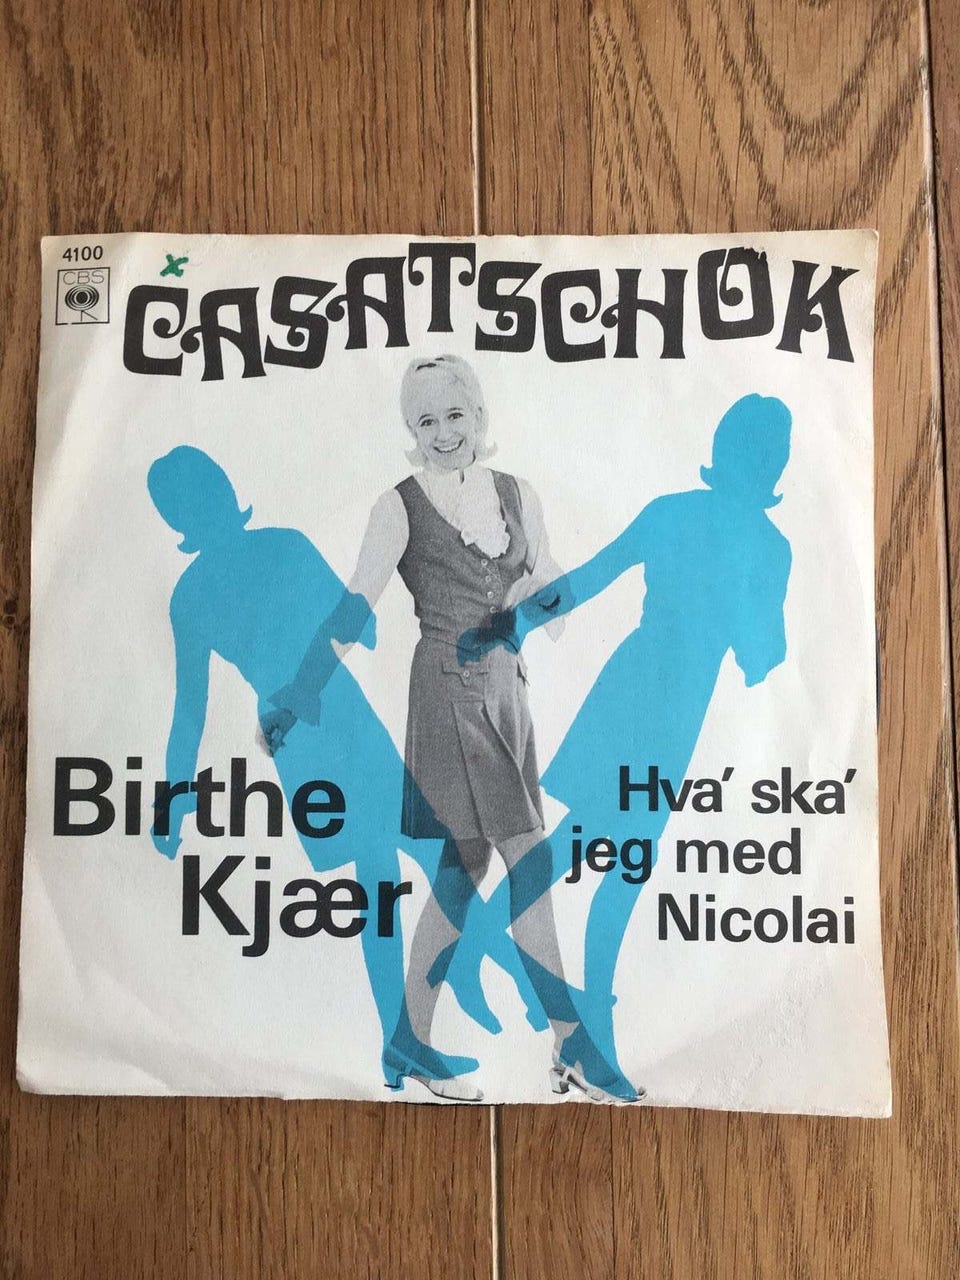 4100
CBS
CASATSCHOK
Birthe
Kjær
Hva' ska'
jeg med
Nicolai